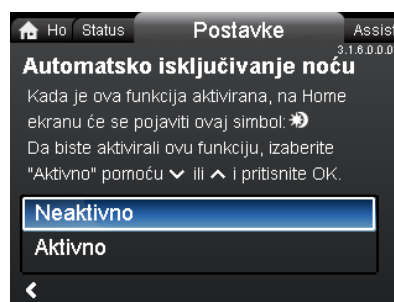 Ho Status Postavke Assist
3.1.6.0.0.0
Automatsko isključivanje noću
Kada je ova funkcija aktivirana, na Home
ekranu će se pojaviti ovaj simbol:
Da biste aktivirali ovu funkciju, izaberite
"Aktivno" pomoću ili i pritisnite OK.
Neaktivno
Aktivno